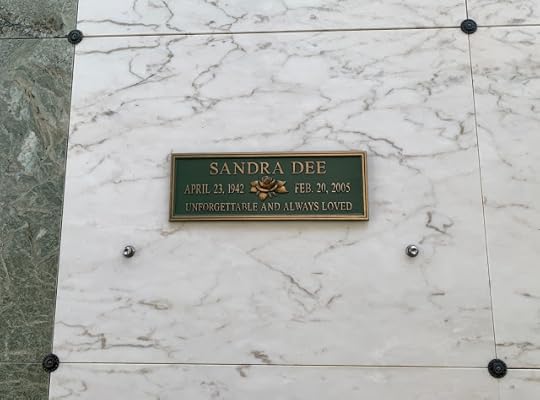 SANDRA DEE
APRIL 23, 1942 FEB. 20, 2005
UNFORGETTABLE AND ALWAYS LOVED